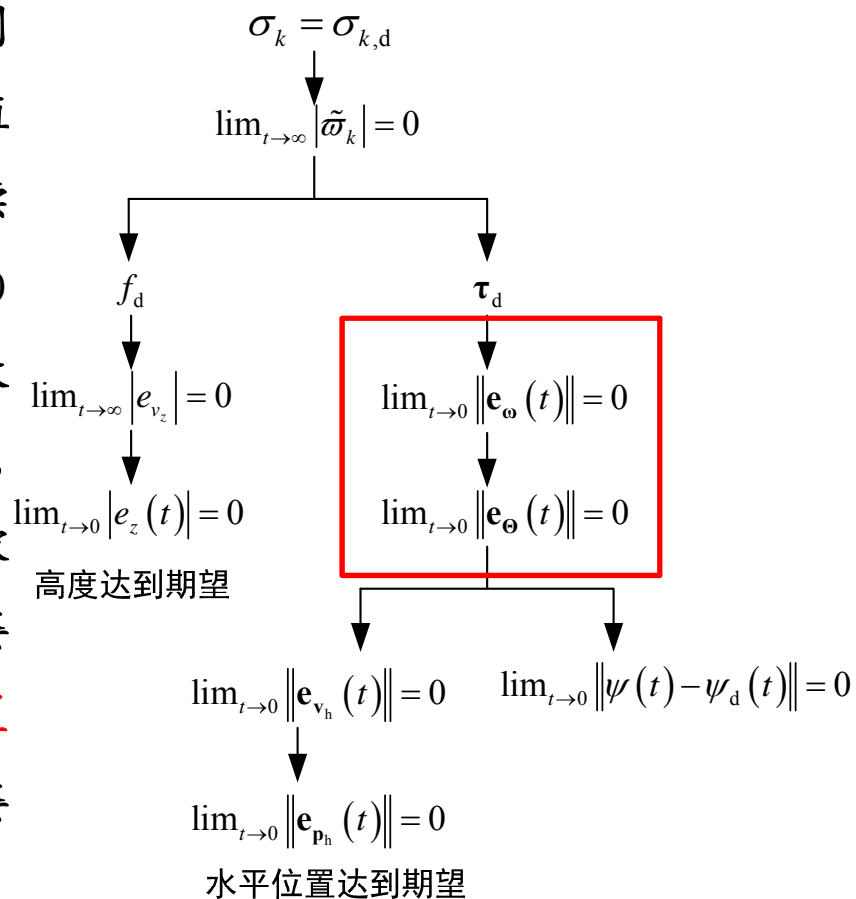 σ_k = σ_{k,d}
lim_{t→∞} |ϖ̃_k| = 0
f_d
τ_d
lim_{t→∞} |e_{v_z}| = 0
lim_{t→0} ‖e_ω(t)‖ = 0
lim_{t→0} |e_z(t)| = 0
lim_{t→0} ‖e_Θ(t)‖ = 0
高度达到期望
lim_{t→0} ‖e_{v_h}(t)‖ = 0
lim_{t→0} ‖ψ(t) − ψ_d(t)‖ = 0
lim_{t→0} ‖e_{p_h}(t)‖ = 0
水平位置达到期望